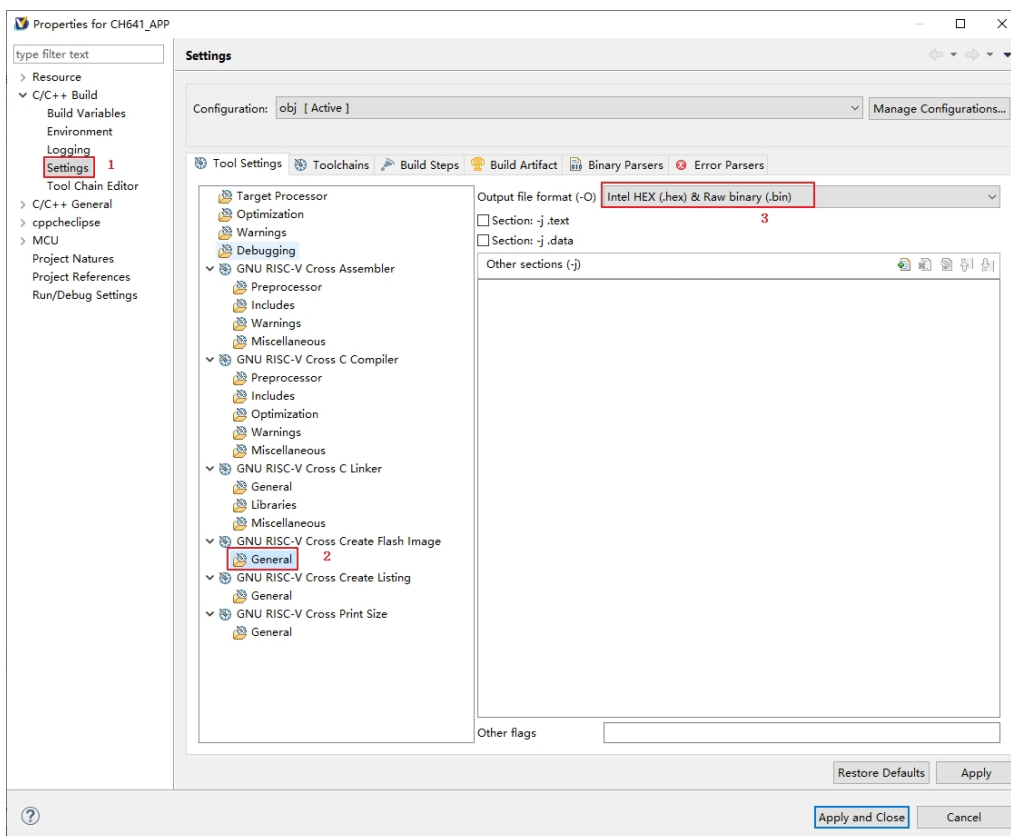 Properties for CH641_APP
type filter text
Resource
C/C++ Build
Build Variables
Environment
Logging
Settings
1
Tool Chain Editor
C/C++ General
cppcheclipse
MCU
Project Natures
Project References
Run/Debug Settings
Settings
Configuration: obj [ Active ]
Manage Configurations...
Tool Settings
Toolchains
Build Steps
Build Artifact
Binary Parsers
Error Parsers
Target Processor
Optimization
Warnings
Debugging
GNU RISC-V Cross Assembler
Preprocessor
Includes
Warnings
Miscellaneous
GNU RISC-V Cross C Compiler
Preprocessor
Includes
Optimization
Warnings
Miscellaneous
GNU RISC-V Cross C Linker
General
Libraries
Miscellaneous
GNU RISC-V Cross Create Flash Image
General
2
GNU RISC-V Cross Create Listing
General
GNU RISC-V Cross Print Size
General
Output file format (-O) Intel HEX (.hex) & Raw binary (.bin)
3
Section: -j .text
Section: -j .data
Other sections (-j)
Other flags
Restore Defaults
Apply
?
Apply and Close
Cancel